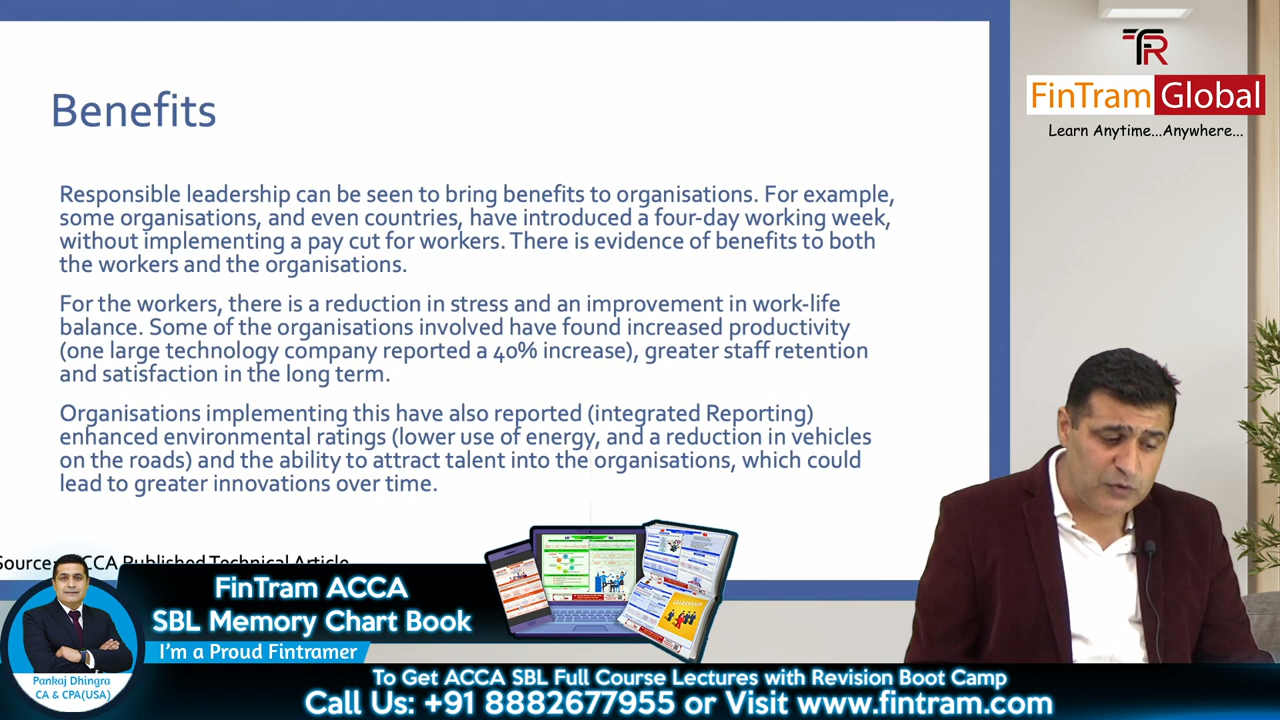 Benefits
Responsible leadership can be seen to bring benefits to organisations. For example,
some organisations, and even countries, have introduced a four-day working week,
without implementing a pay cut for workers. There is evidence of benefits to both
the workers and the organisations.
For the workers, there is a reduction in stress and an improvement in work-life
balance. Some of the organisations involved have found increased productivity
(one large technology company reported a 40% increase), greater staff retention
and satisfaction in the long term.
Organisations implementing this have also reported (integrated Reporting)
enhanced environmental ratings (lower use of energy, and a reduction in vehicles
on the roads) and the ability to attract talent into the organisations, which could
lead to greater innovations over time.
FinTram Global
Learn Anytime...Anywhere...
Source ACCA Published Technical Article
FinTram ACCA
SBL Memory Chart Book
I'm a Proud Fintramer
Pankaj Dhingra
CA & CPA(USA)
To Get ACCA SBL Full Course Lectures with Revision Boot Camp
Call Us: +91 8882677955 or Visit www.fintram.com